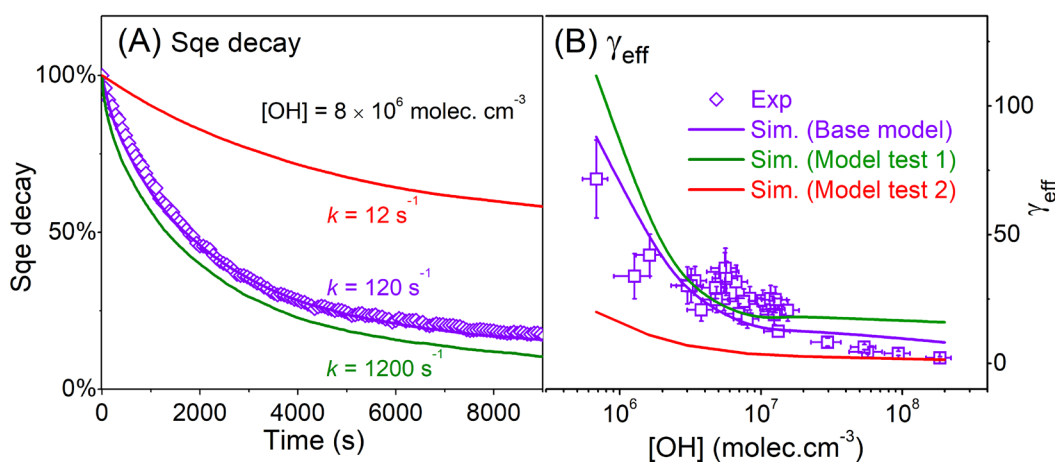 (A) Sqe decay
100%
50%
0%
Sqe decay
[OH] = 8 × 10⁶ molec. cm⁻³
k = 12 s⁻¹
k = 120 s⁻¹
k = 1200 s⁻¹
0 2000 4000 6000 8000
Time (s)
(B) γeff
Exp
Sim. (Base model)
Sim. (Model test 1)
Sim. (Model test 2)
100
50
0
γeff
10⁶ 10⁷ 10⁸
[OH] (molec.cm⁻³)